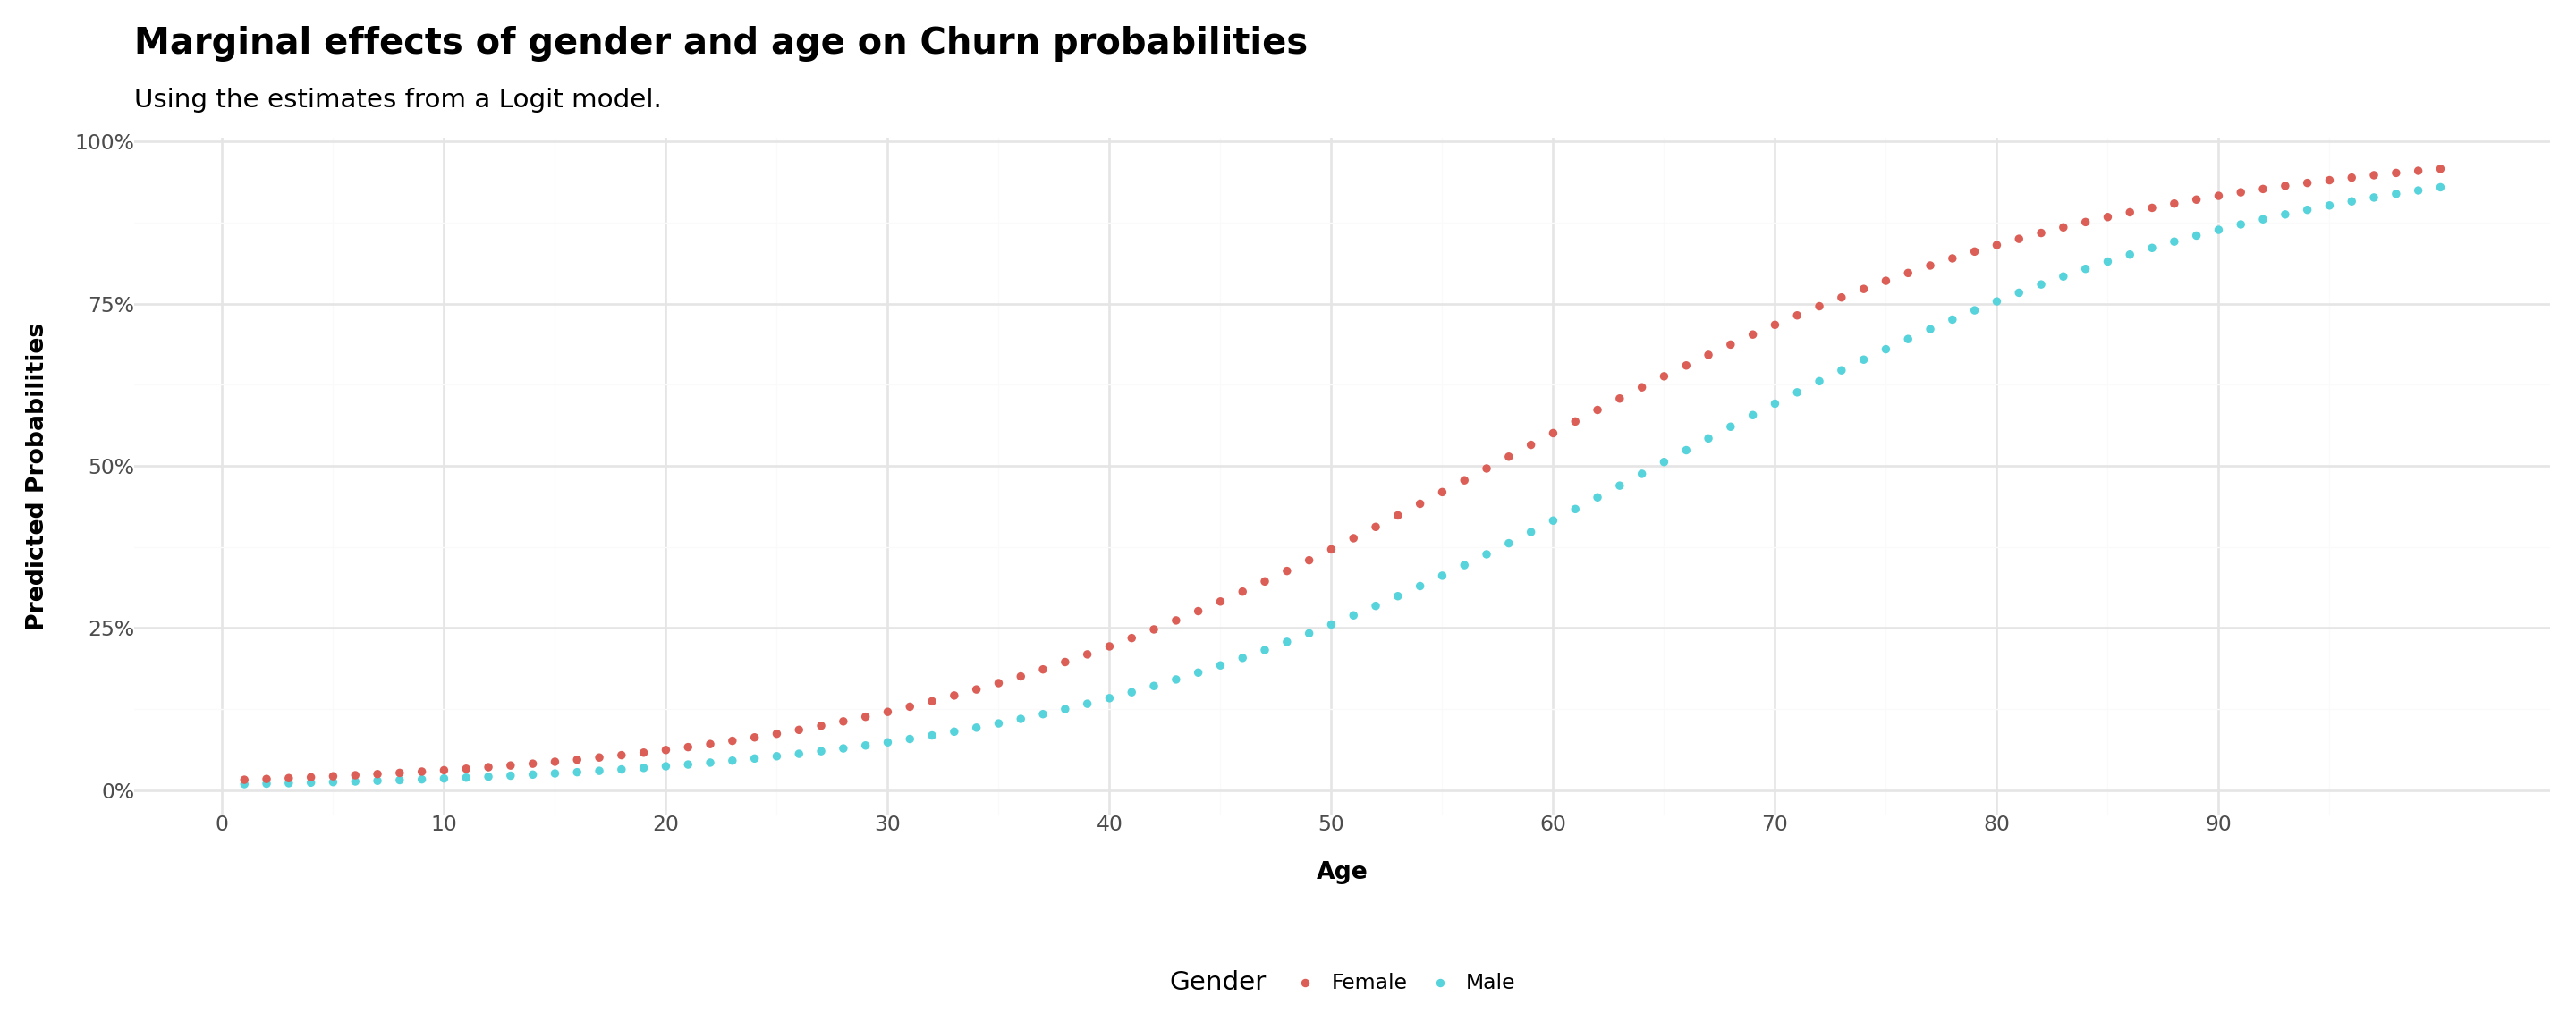 Marginal effects of gender and age on Churn probabilities
Using the estimates from a Logit model.
100%
75%
50%
25%
0%
Predicted Probabilities
0 10 20 30 40 50 60 70 80 90
Age
Gender Female Male